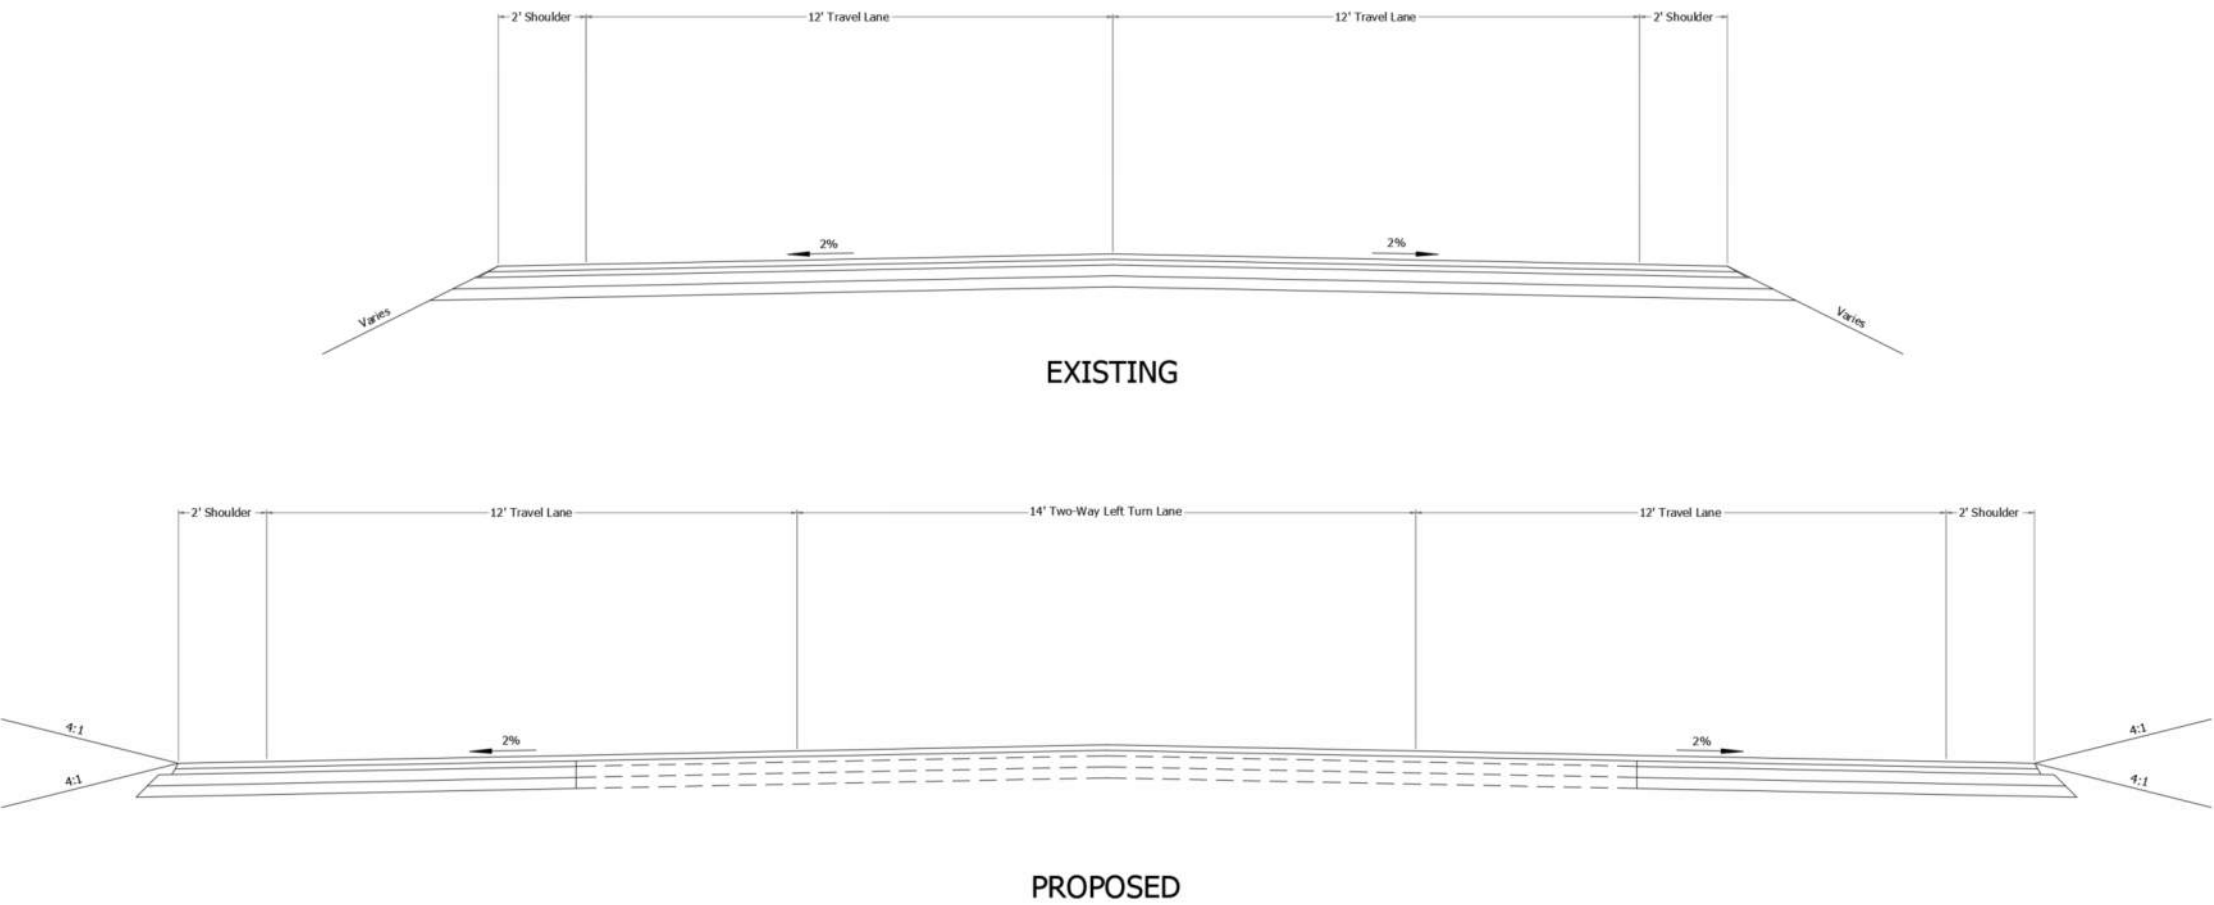 2' Shoulder 12' Travel Lane 12' Travel Lane 2' Shoulder
2% 2%
Varies Varies
EXISTING
2' Shoulder 12' Travel Lane 14' Two-Way Left Turn Lane 12' Travel Lane 2' Shoulder
4:1 2% 2% 4:1
4:1 4:1
PROPOSED